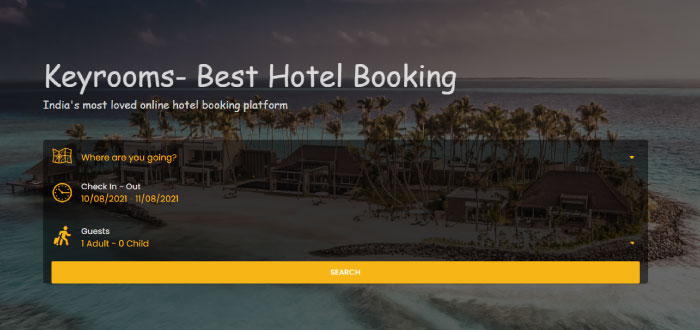 Keyrooms- Best Hotel Booking
India's most loved online hotel booking platform
Where are you going?
Check In - Out
10/08/2021 - 11/08/2021
Guests
1 Adult - 0 Child
SEARCH